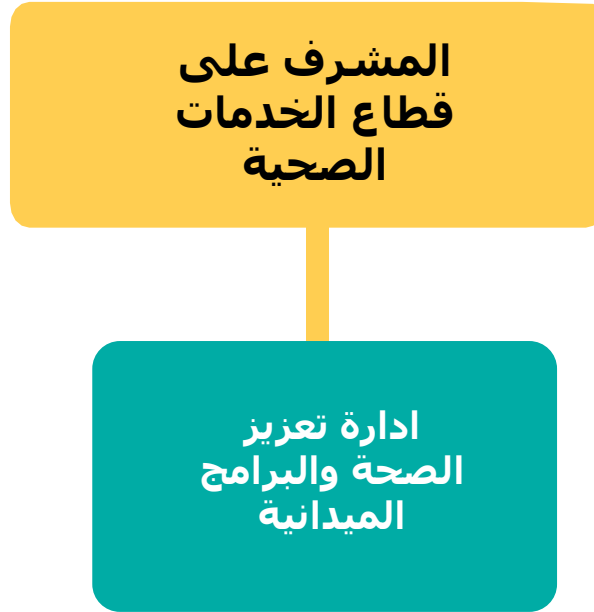 المشرف على
قطاع الخدمات
الصحية
ادارة تعزيز
الصحة والبرامج
الميدانية